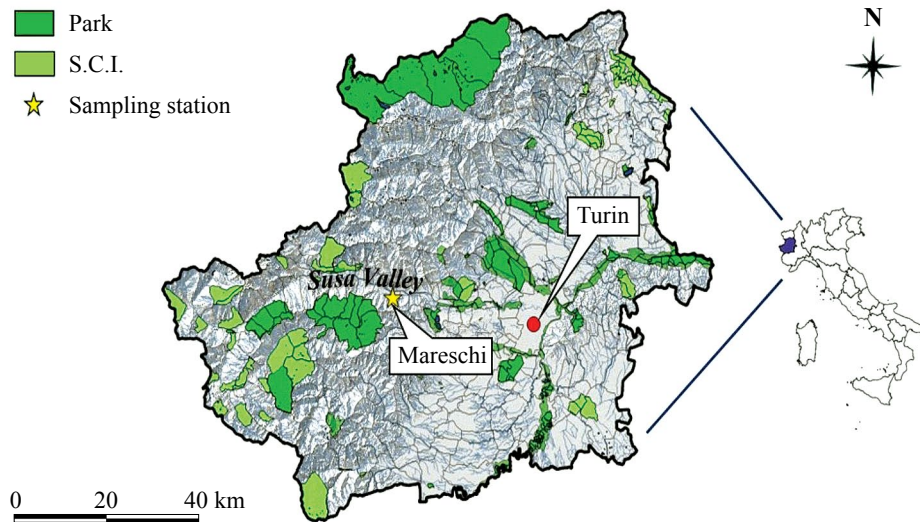 Park
S.C.I.
Sampling station
N
Turin
Susa Valley
Mareschi
0 20 40 km